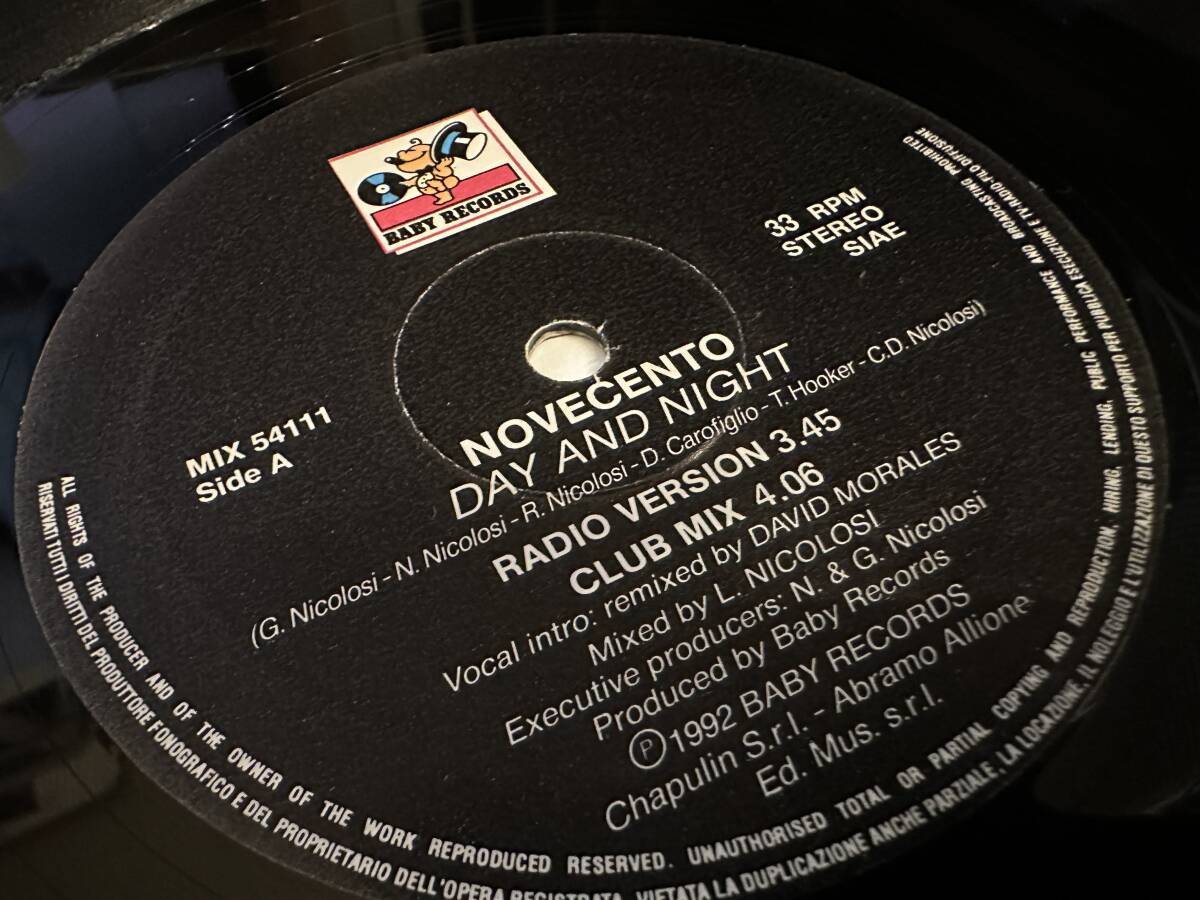 BABY RECORDS
33 RPM
STEREO
SIAE
MIX 54111
Side A
NOVECENTO
DAY AND NIGHT
(G. Nicolosi - N. Nicolosi - R. Nicolosi - D. Carofiglio - T. Hooker - C.D. Nicolosi)
RADIO VERSION 3.45
CLUB MIX 4.06
Vocal intro: remixed by DAVID MORALES
Mixed by L. NICOLOSI
Executive producers: N. & G. Nicolosi
Produced by Baby Records
Ⓟ1992 BABY RECORDS
Chapulin S.r.l. - Abramo Allione
Ed. Mus. s.r.l.
ALL RIGHTS OF THE PRODUCER AND OF THE OWNER OF THE WORK REPRODUCED RESERVED. UNAUTHORISED TOTAL OR PARTIAL COPYING AND REPRODUCTION. HIRING, LENDING, PUBLIC PERFORMANCE AND BROADCASTING PROHIBITED
RISERVATI TUTTI I DIRITTI DEL PRODUTTORE FONOGRAFICO E DEL PROPRIETARIO DELL'OPERA REGISTRATA. VIETATA LA DUPLICAZIONE ANCHE PARZIALE, LA LOCAZIONE, IL NOLEGGIO E L'UTILIZZAZIONE DI QUESTO SUPPORTO PER PUBBLICA ESECUZIONE E TV-RADIO-FILO DIFFUSIONE